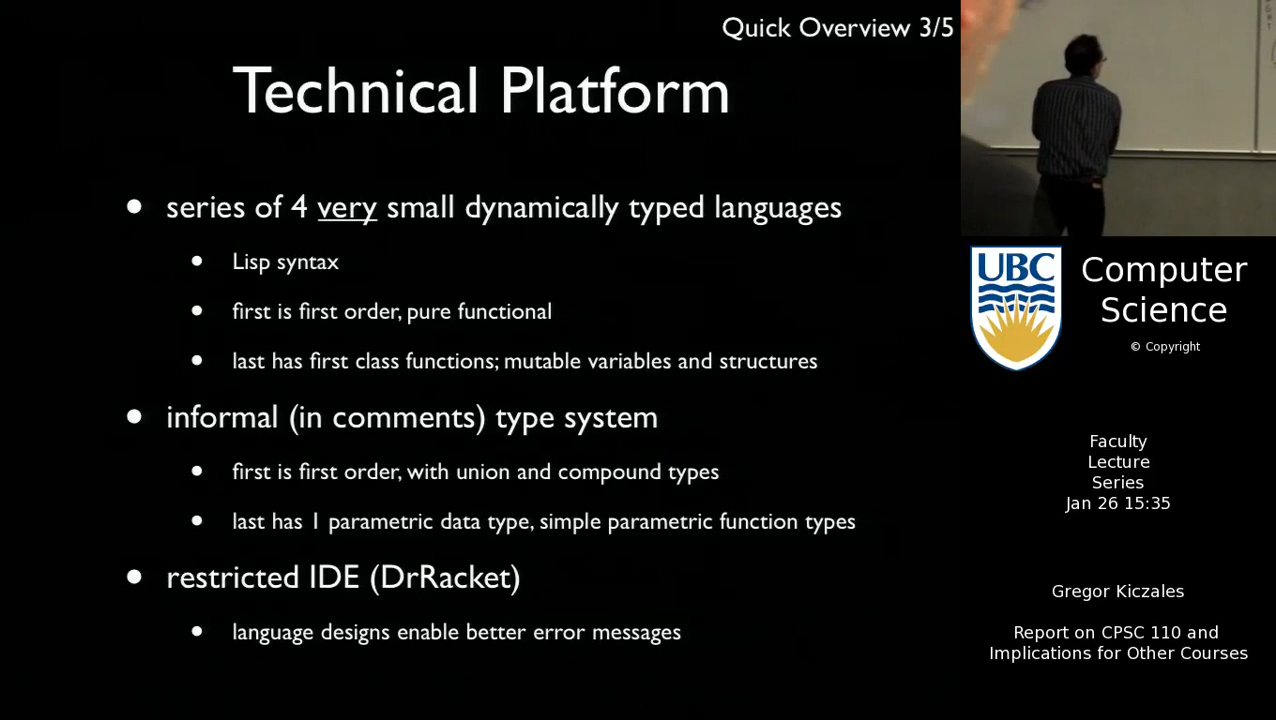 Quick Overview 3/5
Technical Platform
• series of 4 very small dynamically typed languages
• Lisp syntax
• first is first order, pure functional
• last has first class functions; mutable variables and structures
• informal (in comments) type system
• first is first order, with union and compound types
• last has 1 parametric data type, simple parametric function types
• restricted IDE (DrRacket)
• language designs enable better error messages
UBC
Computer
Science
© Copyright
Faculty
Lecture
Series
Jan 26 15:35
Gregor Kiczales
Report on CPSC 110 and
Implications for Other Courses